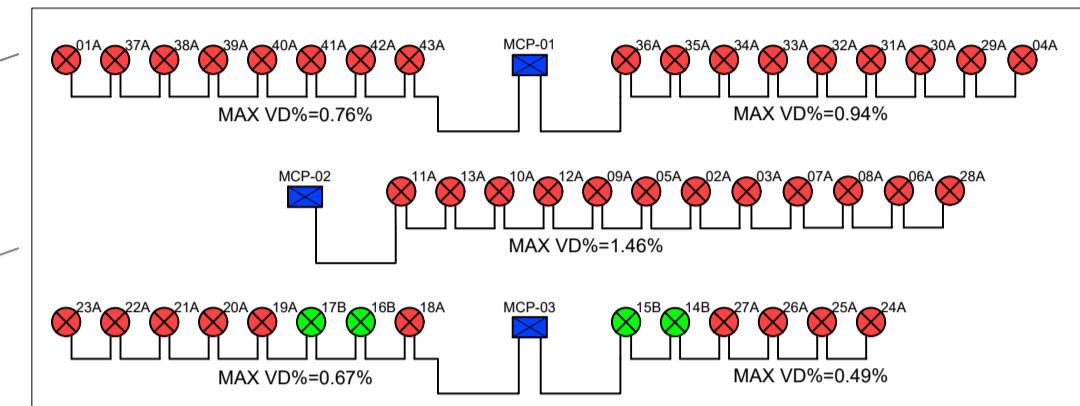 01A 37A 38A 39A 40A 41A 42A 43A MCP-01 36A 35A 34A 33A 32A 31A 30A 29A 04A
MAX VD%=0.76% MAX VD%=0.94%
MCP-02 11A 13A 10A 12A 09A 05A 02A 03A 07A 08A 06A 28A
MAX VD%=1.46%
23A 22A 21A 20A 19A 17B 16B 18A MCP-03 15B 14B 27A 26A 25A 24A
MAX VD%=0.67% MAX VD%=0.49%